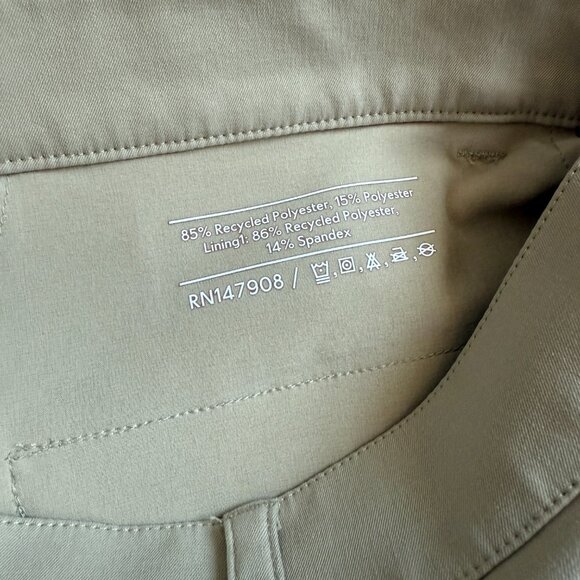 85% Recycled Polyester, 15% Polyester
Lining1: 86% Recycled Polyester,
14% Spandex
RN147908 /